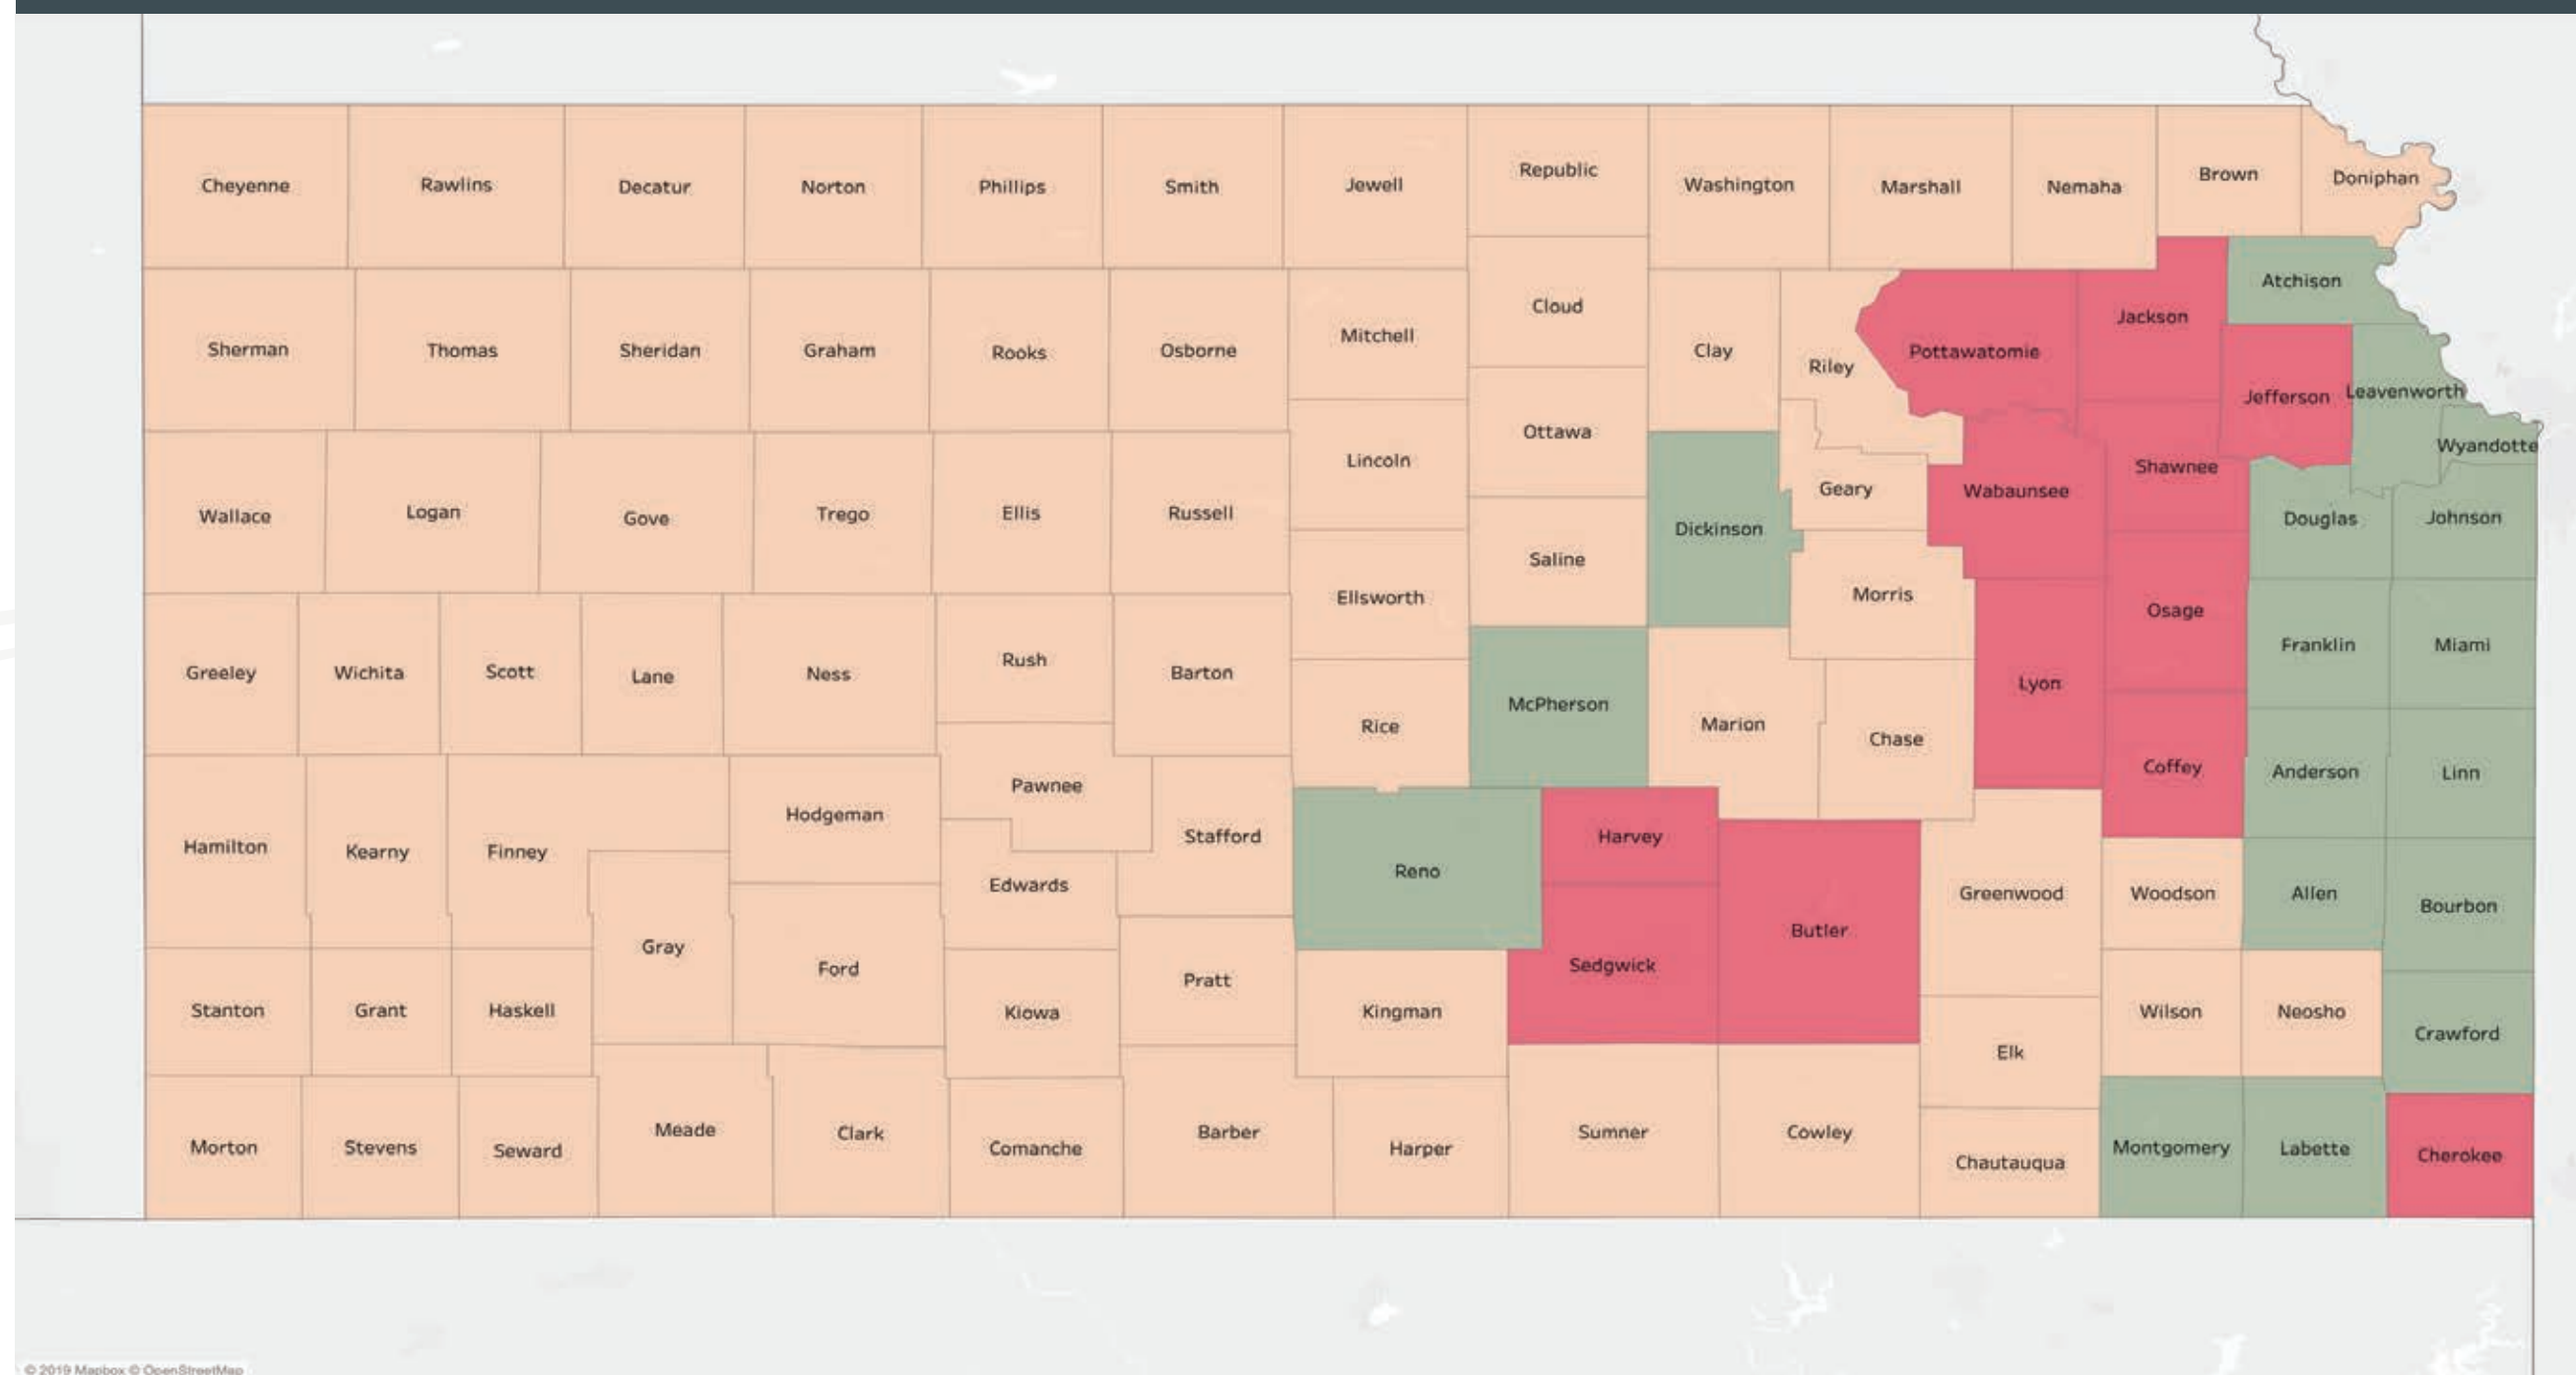 Cheyenne
Rawlins
Decatur
Norton
Phillips
Smith
Jewell
Republic
Washington
Marshall
Nemaha
Brown
Doniphan
Sherman
Thomas
Sheridan
Graham
Rooks
Osborne
Mitchell
Cloud
Clay
Riley
Pottawatomie
Jackson
Atchison
Jefferson
Leavenworth
Wyandotte
Wallace
Logan
Gove
Trego
Ellis
Russell
Lincoln
Ottawa
Saline
Dickinson
Geary
Wabaunsee
Shawnee
Douglas
Johnson
Ellsworth
Morris
Osage
Franklin
Miami
Greeley
Wichita
Scott
Lane
Ness
Rush
Barton
Rice
McPherson
Marion
Chase
Lyon
Coffey
Anderson
Linn
Hamilton
Kearny
Finney
Hodgeman
Pawnee
Stafford
Edwards
Reno
Harvey
Sedgwick
Butler
Greenwood
Woodson
Allen
Bourbon
Gray
Ford
Stanton
Grant
Haskell
Kiowa
Pratt
Kingman
Elk
Wilson
Neosho
Crawford
Morton
Stevens
Seward
Meade
Clark
Comanche
Barber
Harper
Sumner
Cowley
Chautauqua
Montgomery
Labette
Cherokee
© 2019 Mapbox © OpenStreetMap